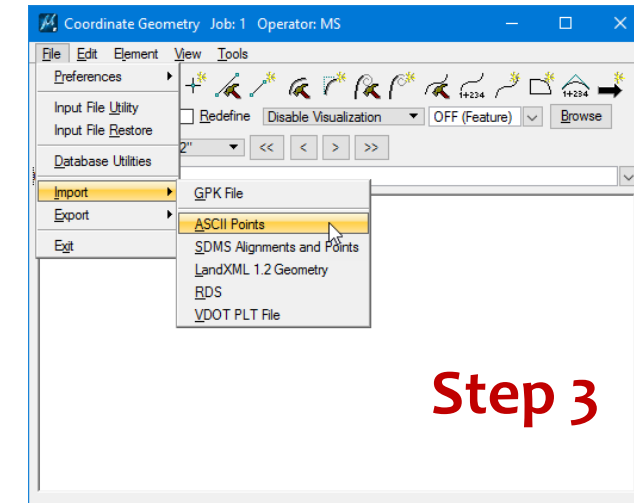 Coordinate Geometry Job: 1 Operator: MS
File Edit Element View Tools
Preferences
Input File Utility
Input File Restore
Database Utilities
Import
Export
Exit
1+234
1+234
Redefine Disable Visualization OFF (Feature) Browse
2" << < > >>
GPK File
ASCII Points
SDMS Alignments and Points
LandXML 1.2 Geometry
RDS
VDOT PLT File
Step 3